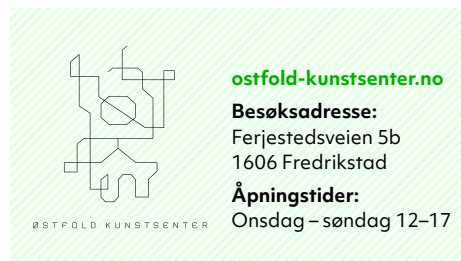 ostfold-kunstsenter.no
Besøksadresse:
Ferjestedsveien 5b
1606 Fredrikstad
Åpningstider:
Onsdag – søndag 12–17
ØSTFOLD KUNSTSENTER